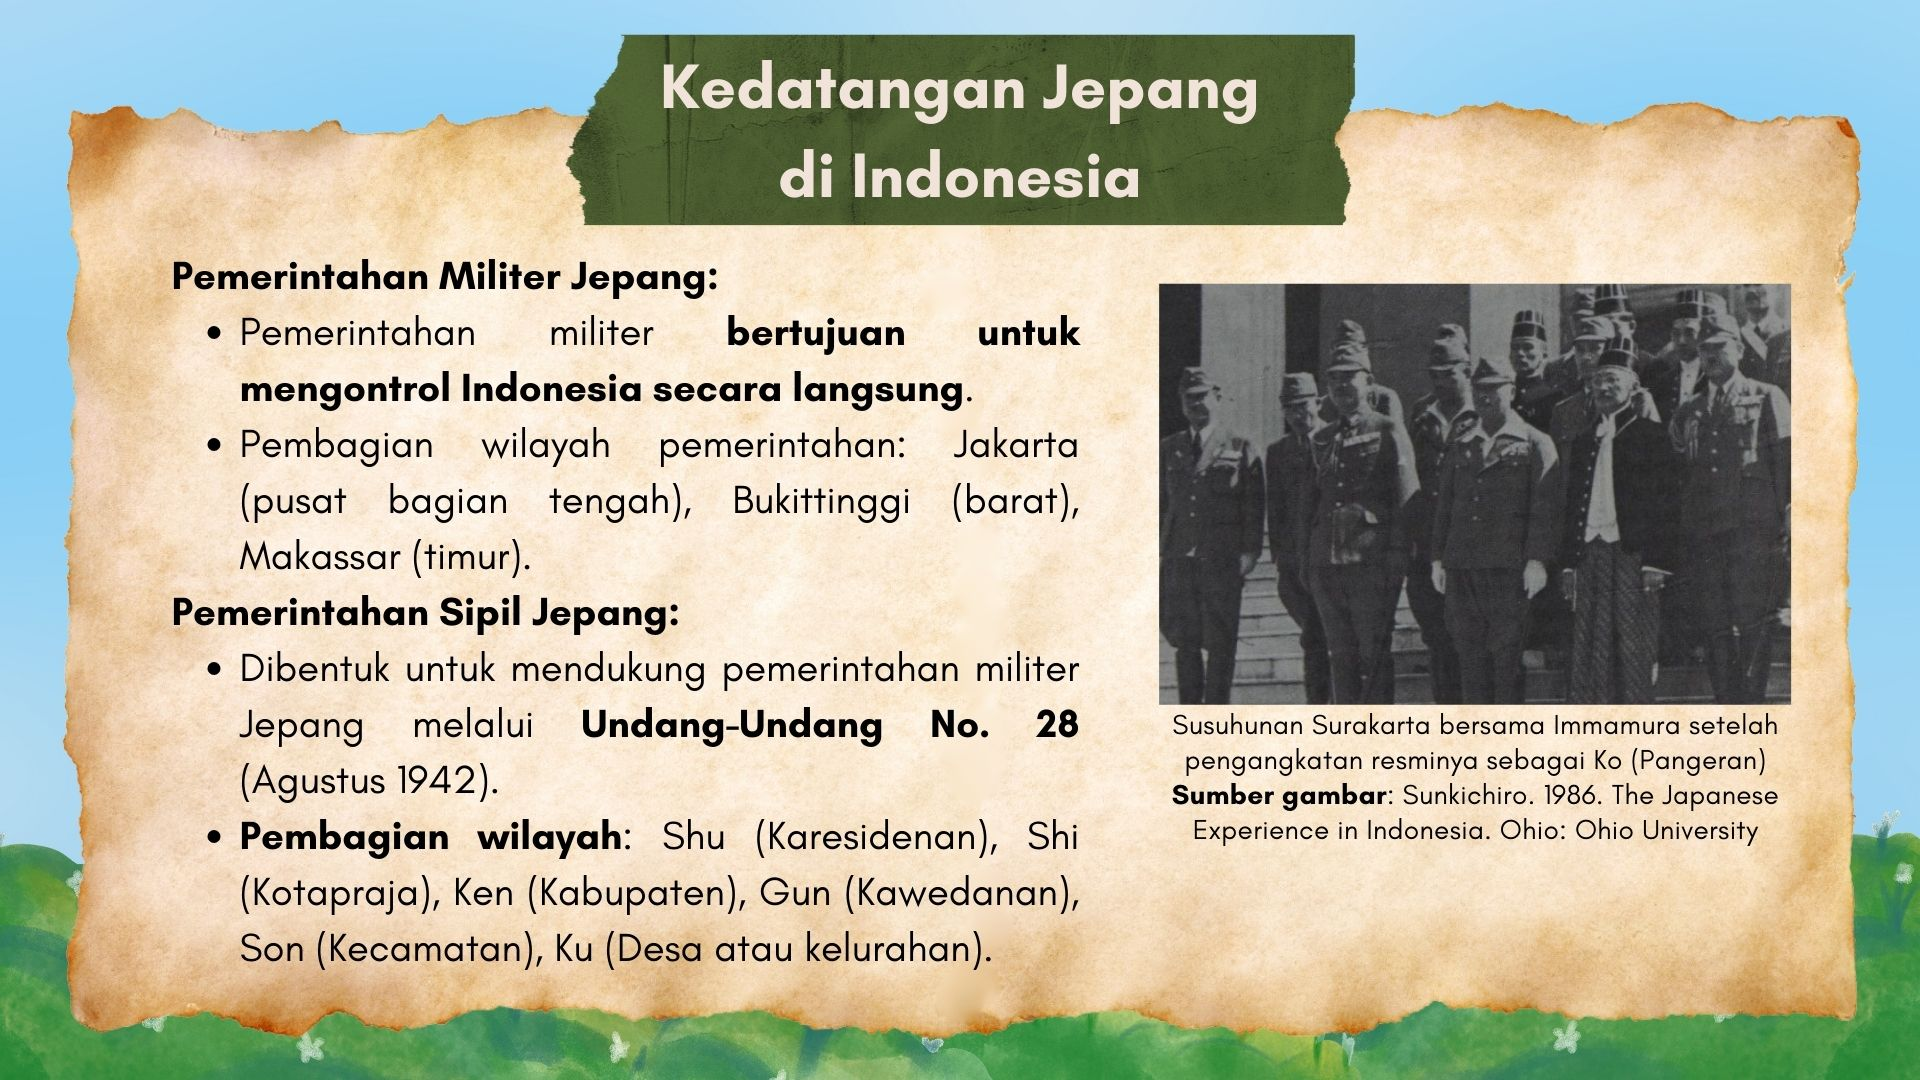 Kedatangan Jepang
di Indonesia
Pemerintahan Militer Jepang:
• Pemerintahan militer bertujuan untuk
mengontrol Indonesia secara langsung.
• Pembagian wilayah pemerintahan: Jakarta
(pusat bagian tengah), Bukittinggi (barat),
Makassar (timur).
Pemerintahan Sipil Jepang:
• Dibentuk untuk mendukung pemerintahan militer
Jepang melalui Undang-Undang No. 28
(Agustus 1942).
• Pembagian wilayah: Shu (Karesidenan), Shi
(Kotapraja), Ken (Kabupaten), Gun (Kawedanan),
Son (Kecamatan), Ku (Desa atau kelurahan).
Susuhunan Surakarta bersama Immamura setelah
pengangkatan resminya sebagai Ko (Pangeran)
Sumber gambar: Sunkichiro. 1986. The Japanese
Experience in Indonesia. Ohio: Ohio University